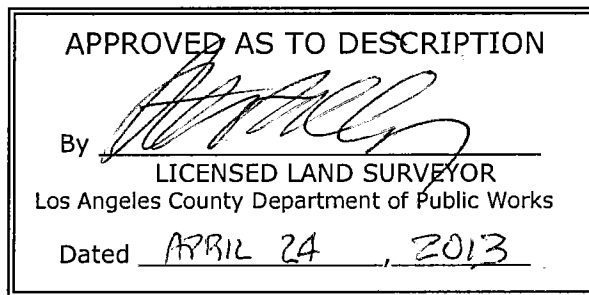 APPROVED AS TO DESCRIPTION
By
LICENSED LAND SURVEYOR
Los Angeles County Department of Public Works
Dated APRIL 24, 2013